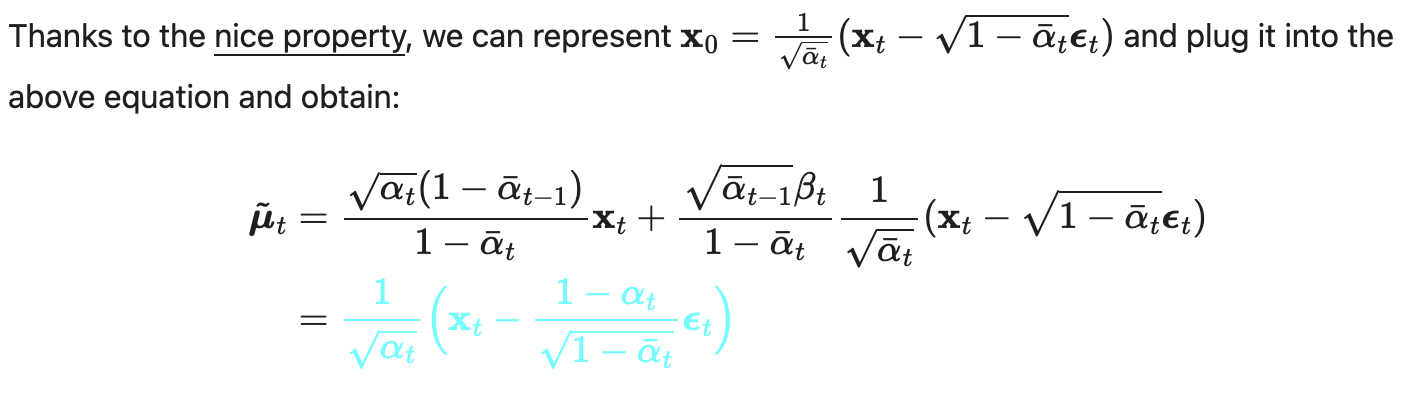 Thanks to the nice property, we can represent $\mathbf{x}_0 = \frac{1}{\sqrt{\bar{\alpha}_t}}(\mathbf{x}_t - \sqrt{1 - \bar{\alpha}_t}\boldsymbol{\epsilon}_t)$ and plug it into the
above equation and obtain:
$\tilde{\boldsymbol{\mu}}_t = \frac{\sqrt{\alpha_t}(1 - \bar{\alpha}_{t-1})}{1 - \bar{\alpha}_t}\mathbf{x}_t + \frac{\sqrt{\bar{\alpha}_{t-1}}\beta_t}{1 - \bar{\alpha}_t}\frac{1}{\sqrt{\bar{\alpha}_t}}(\mathbf{x}_t - \sqrt{1 - \bar{\alpha}_t}\boldsymbol{\epsilon}_t)$
$= \frac{1}{\sqrt{\alpha_t}}\left(\mathbf{x}_t - \frac{1 - \alpha_t}{\sqrt{1 - \bar{\alpha}_t}}\boldsymbol{\epsilon}_t\right)$